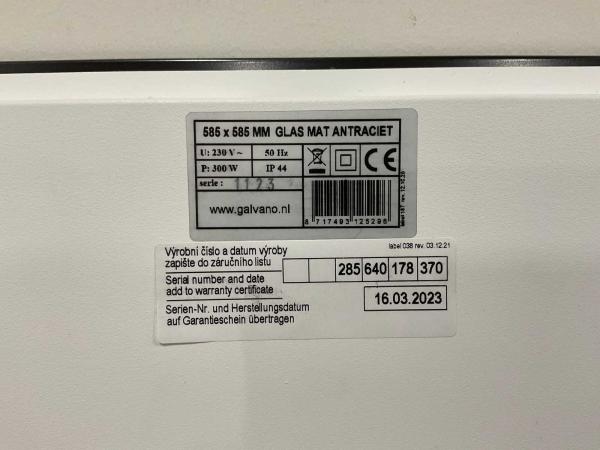 585 x 585 MM GLAS MAT ANTRACIET
U: 230 V~ 50 Hz
P: 300 W IP 44
serie: 1123
www.galvano.nl
8 717493 125296
label 038 rev. 03.12.21
Výrobní číslo a datum výroby
zapište do záručního listu
Serial number and date
add to warranty certificate
Serien-Nr. und Herstellungsdatum
auf Garantieschein übertragen
285 640 178 370
16.03.2023